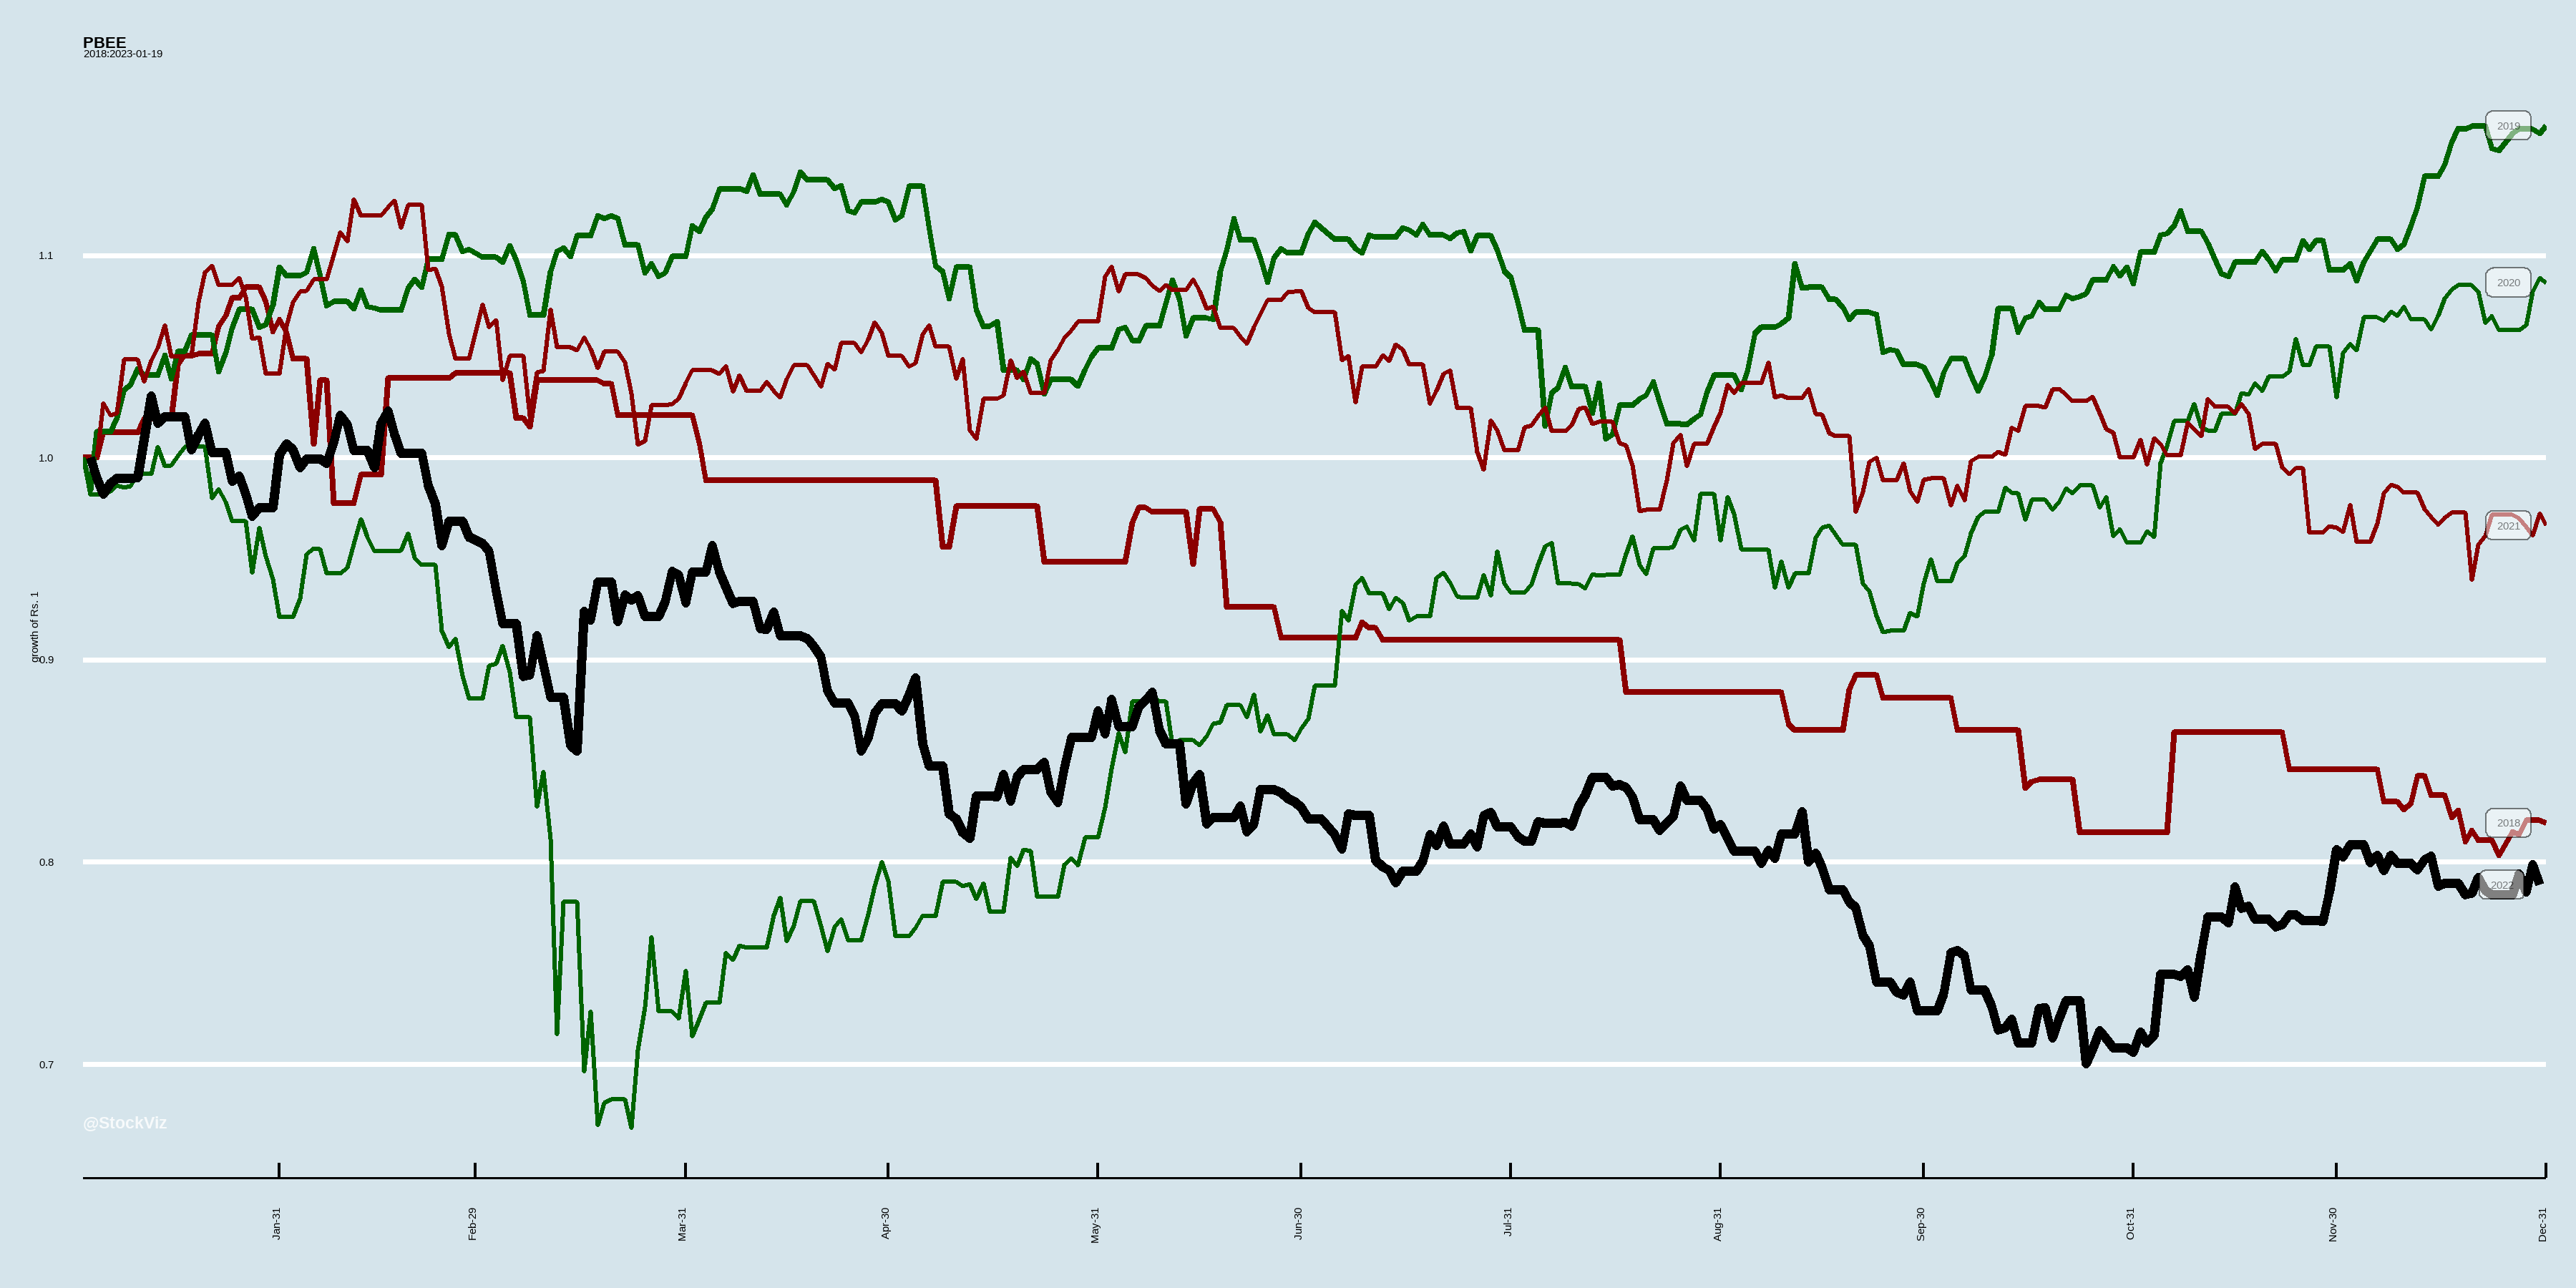 PBEE
2018:2023-01-19
2019
1.1
2020
1.0
2021
growth of Rs. 1
0.9
2018
0.8
2022
0.7
@StockViz
Jan-31
Feb-29
Mar-31
Apr-30
May-31
Jun-30
Jul-31
Aug-31
Sep-30
Oct-31
Nov-30
Dec-31